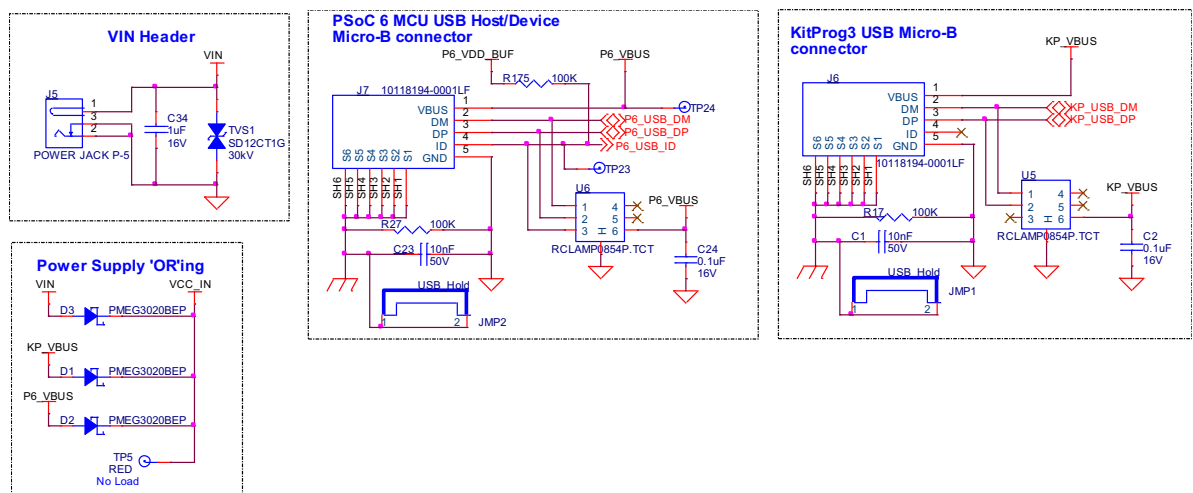 VIN Header
VIN
J5
1
3
2
POWER JACK P-5
C34
1uF
16V
TVS1
SD12CT1G
30kV
PSoC 6 MCU USB Host/Device
Micro-B connector
P6_VDD_BUF
P6_VBUS
R175
100K
J7
10118194-0001LF
VBUS
DM
DP
ID
GND
1
2
3
4
5
TP24
P6_USB_DM
P6_USB_DP
P6_USB_ID
TP23
S6
S5
S4
S3
S2
S1
SH6
SH5
SH4
SH3
SH2
SH1
R27
100K
C23
10nF
50V
USB_Hold
1
2
JMP2
U6
1
2
3
4
5
6
H
RCLAMP0854P.TCT
P6_VBUS
C24
0.1uF
16V
KitProg3 USB Micro-B
connector
KP_VBUS
J6
VBUS
DM
DP
ID
GND
1
2
3
4
5
10118194-0001LF
KP_USB_DM
KP_USB_DP
S6
S5
S4
S3
S2
S1
SH6
SH5
SH4
SH3
SH2
SH1
R17
100K
C1
10nF
50V
USB_Hold
1
2
JMP1
U5
1
2
3
4
5
6
H
RCLAMP0854P.TCT
KP_VBUS
C2
0.1uF
16V
Power Supply 'OR'ing
VIN
VCC_IN
D3
PMEG3020BEP
KP_VBUS
D1
PMEG3020BEP
P6_VBUS
D2
PMEG3020BEP
TP5
RED
No Load